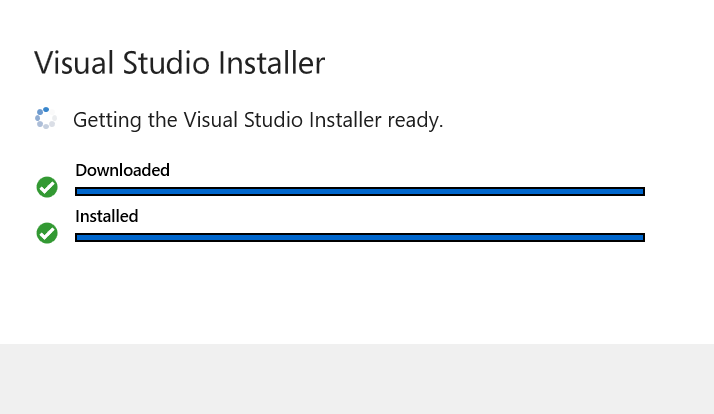 Visual Studio Installer
Getting the Visual Studio Installer ready.
Downloaded
Installed